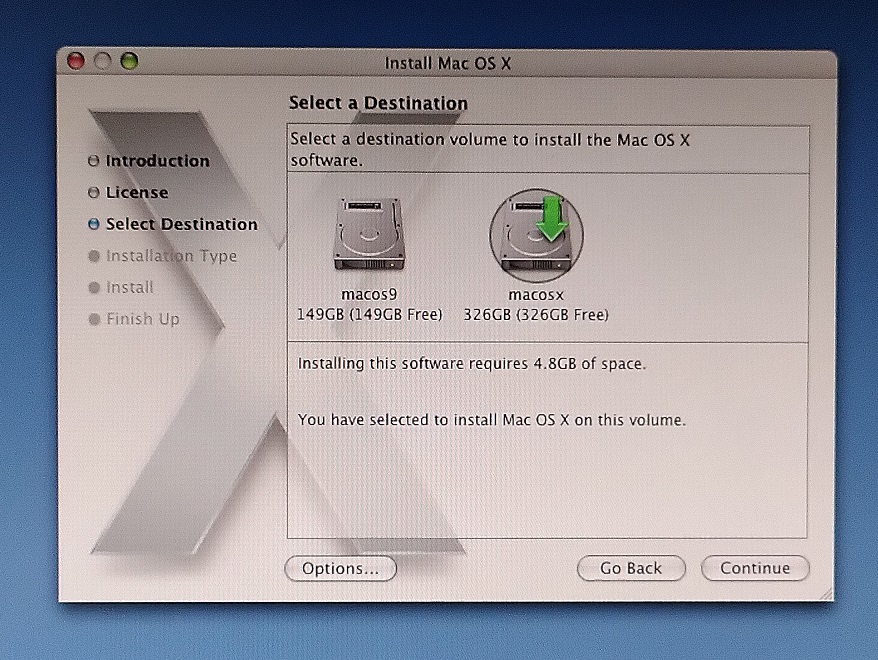 Install Mac OS X
Select a Destination
Introduction
License
Select Destination
Installation Type
Install
Finish Up
Select a destination volume to install the Mac OS X
software.
macos9
149GB (149GB Free)
macosx
326GB (326GB Free)
Installing this software requires 4.8GB of space.
You have selected to install Mac OS X on this volume.
Options...
Go Back
Continue